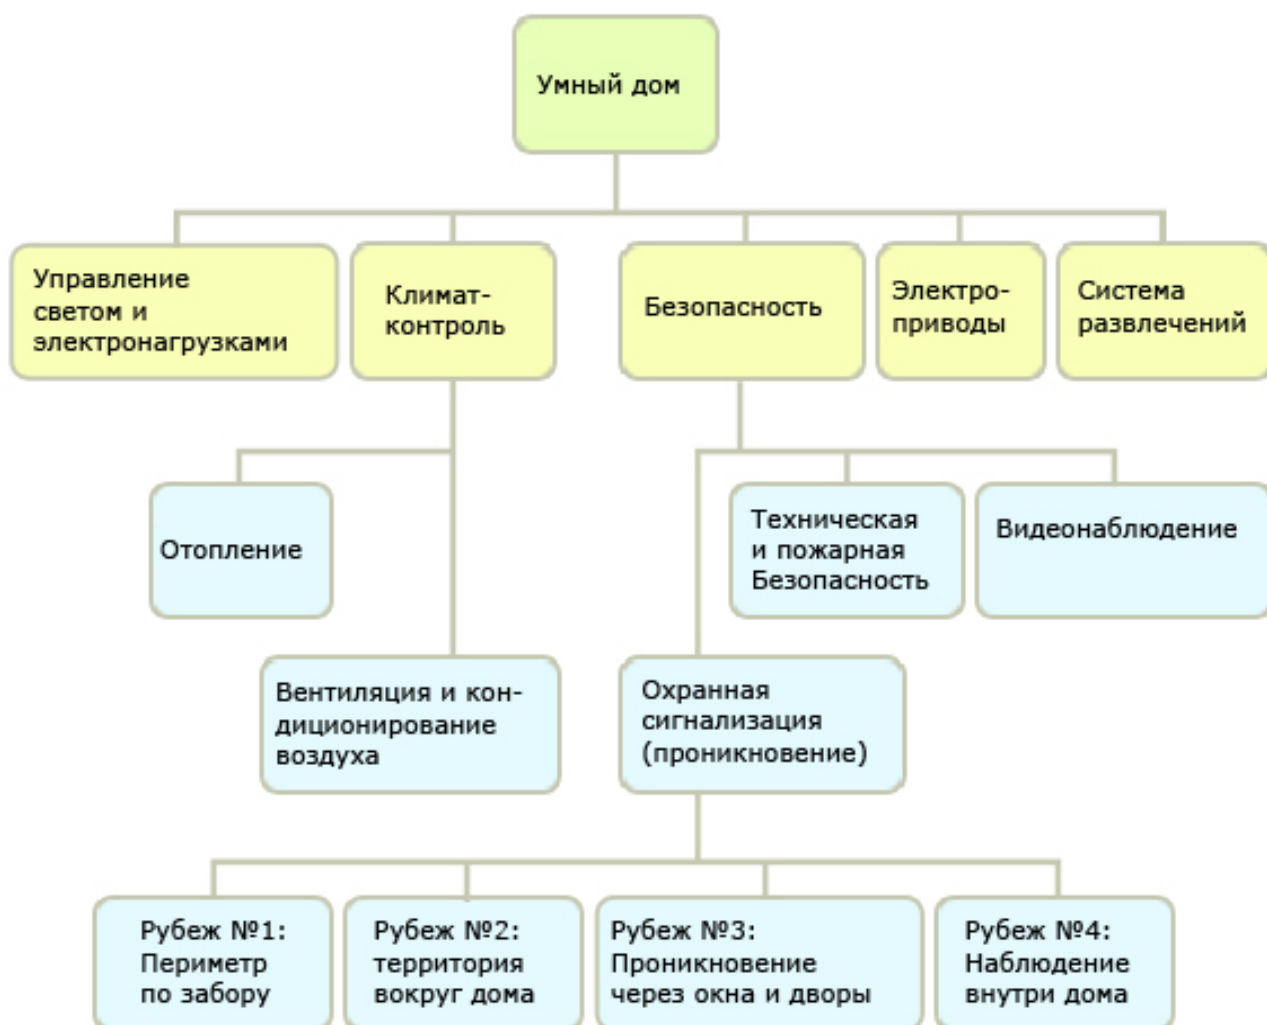 Умный дом
Управление
светом и
электронагрузками
Климат-
контроль
Безопасность
Электро-
приводы
Система
развлечений
Отопление
Техническая
и пожарная
Безопасность
Видеонаблюдение
Вентиляция и кон-
диционирование
воздуха
Охранная
сигнализация
(проникновение)
Рубеж №1:
Периметр
по забору
Рубеж №2:
территория
вокруг дома
Рубеж №3:
Проникновение
через окна и дворы
Рубеж №4:
Наблюдение
внутри дома